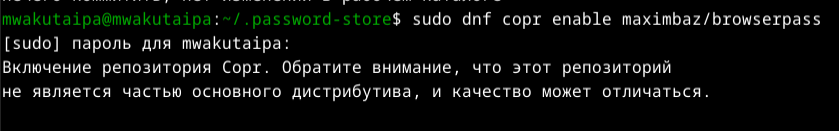 mwakutaipa@mwakutaipa:~/.password-store$ sudo dnf copr enable maximbaz/browserpass
[sudo] пароль для mwakutaipa:
Включение репозитория Copr. Обратите внимание, что этот репозиторий
не является частью основного дистрибутива, и качество может отличаться.